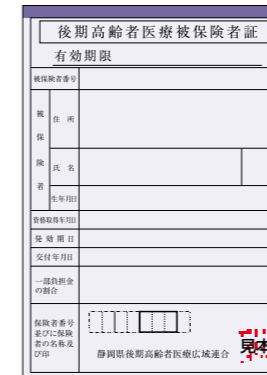 後期高齢者医療被保険者証
有効期限
被保険者番号
被保険者
住所
氏名
生年月日
資格取得年月日
発効期日
交付年月日
一部負担金
の割合
保険者番号
並びに保険
者の名称及
び印
静岡県後期高齢者医療広域連合
見本